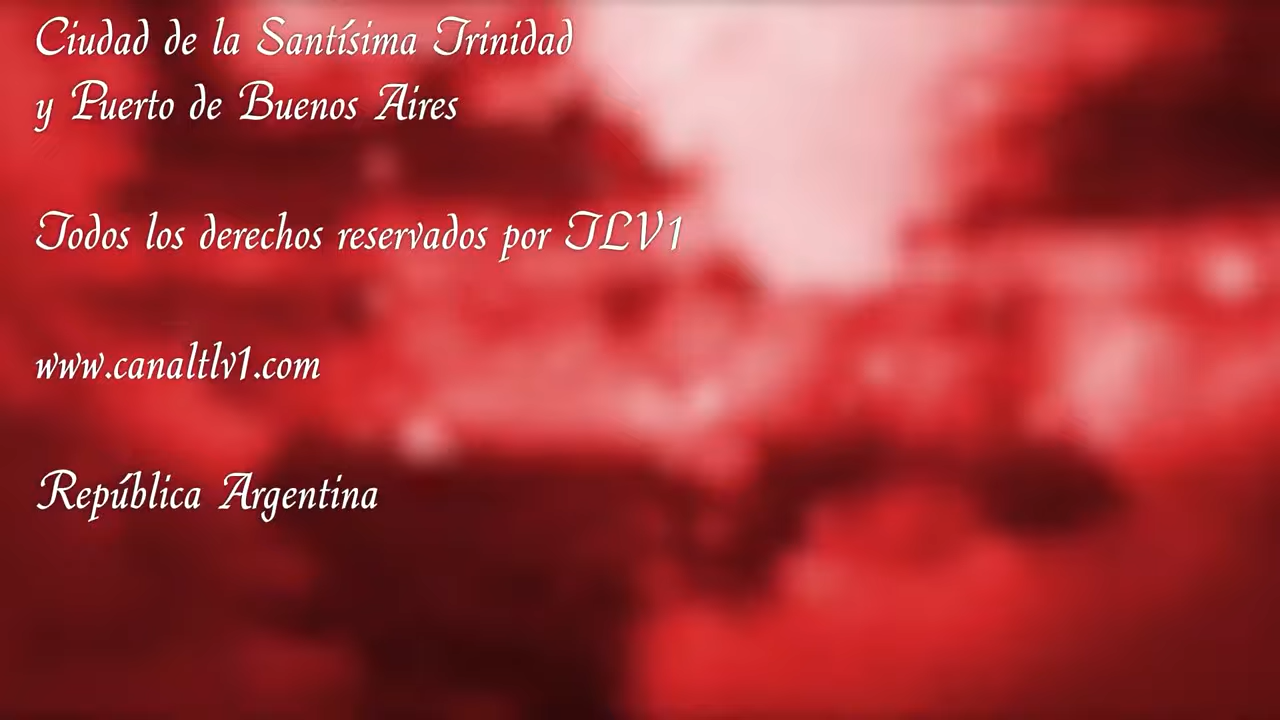 Ciudad de la Santísima Trinidad
y Puerto de Buenos Aires
Todos los derechos reservados por TLV1
www.canaltlv1.com
República Argentina